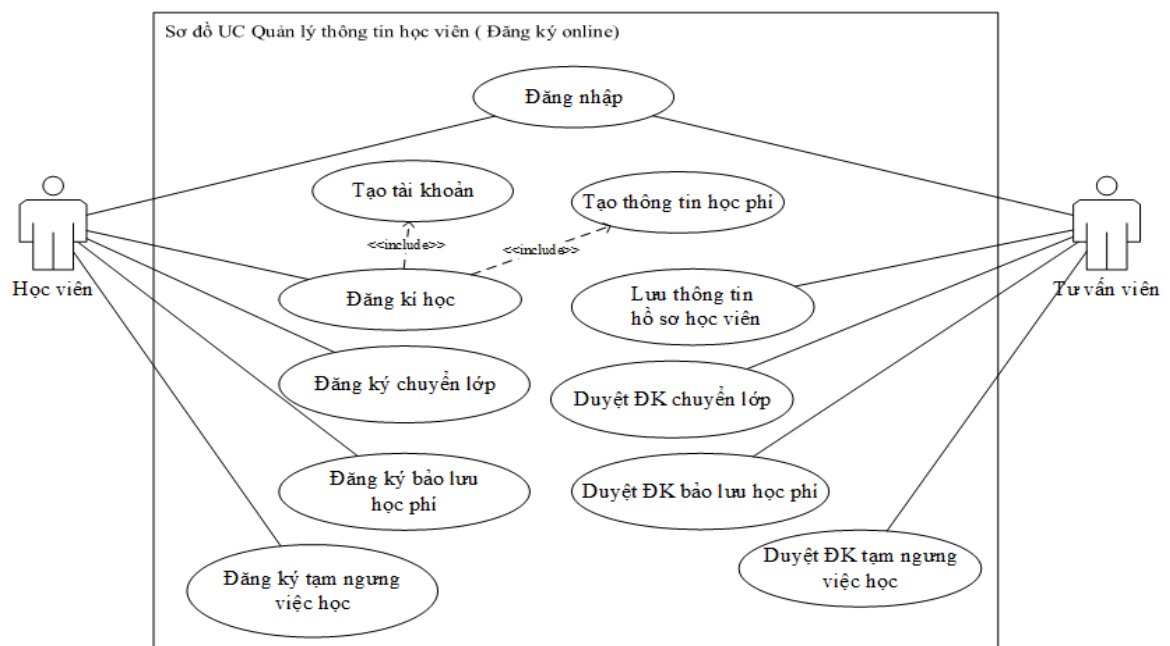 Sơ đồ UC Quản lý thông tin học viên ( Đăng ký online)
Đăng nhập
Tạo tài khoản
Tạo thông tin học phí
<<include>>
<<include>>
Học viên
Đăng kí học
Lưu thông tin
hồ sơ học viên
Tư vấn viên
Đăng ký chuyển lớp
Duyệt ĐK chuyển lớp
Đăng ký bảo lưu
học phí
Duyệt ĐK bảo lưu học phí
Đăng ký tạm ngưng
việc học
Duyệt ĐK tạm ngưng
việc học